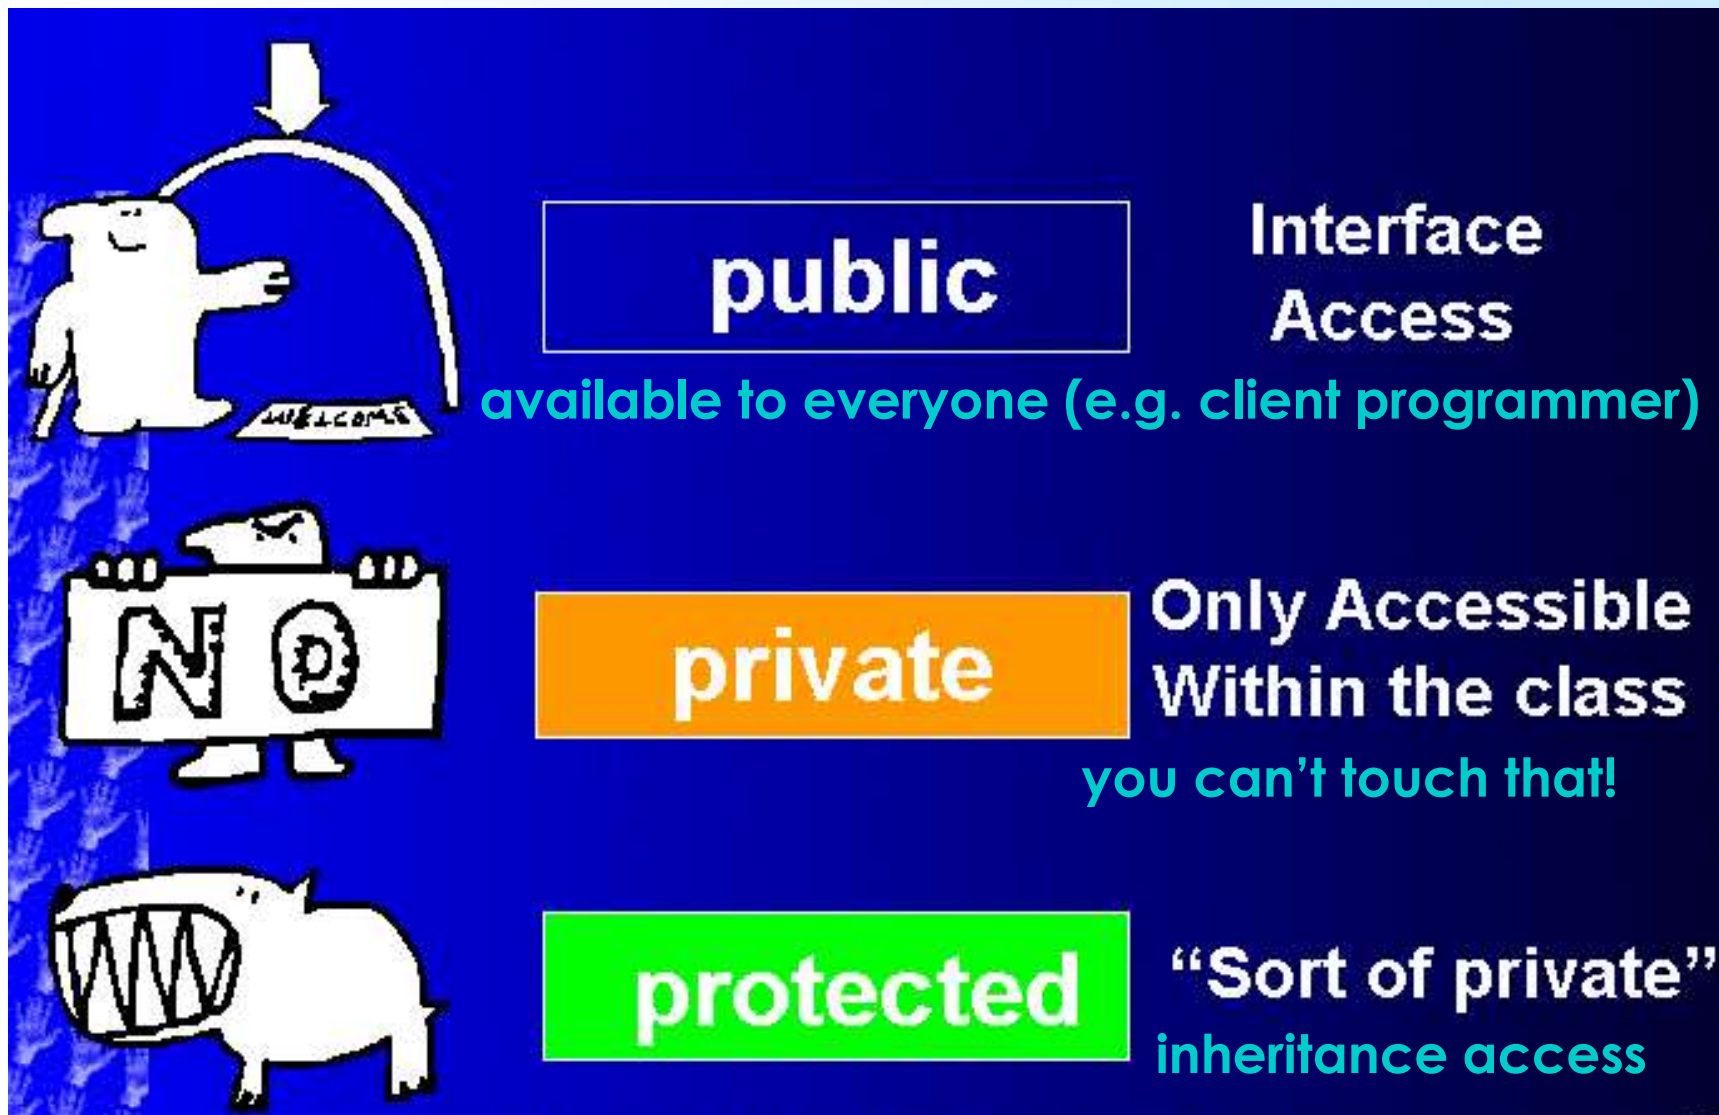 public
Interface
Access
available to everyone (e.g. client programmer)
WELCOME
NO
private
Only Accessible
Within the class
you can't touch that!
protected
“Sort of private”
inheritance access